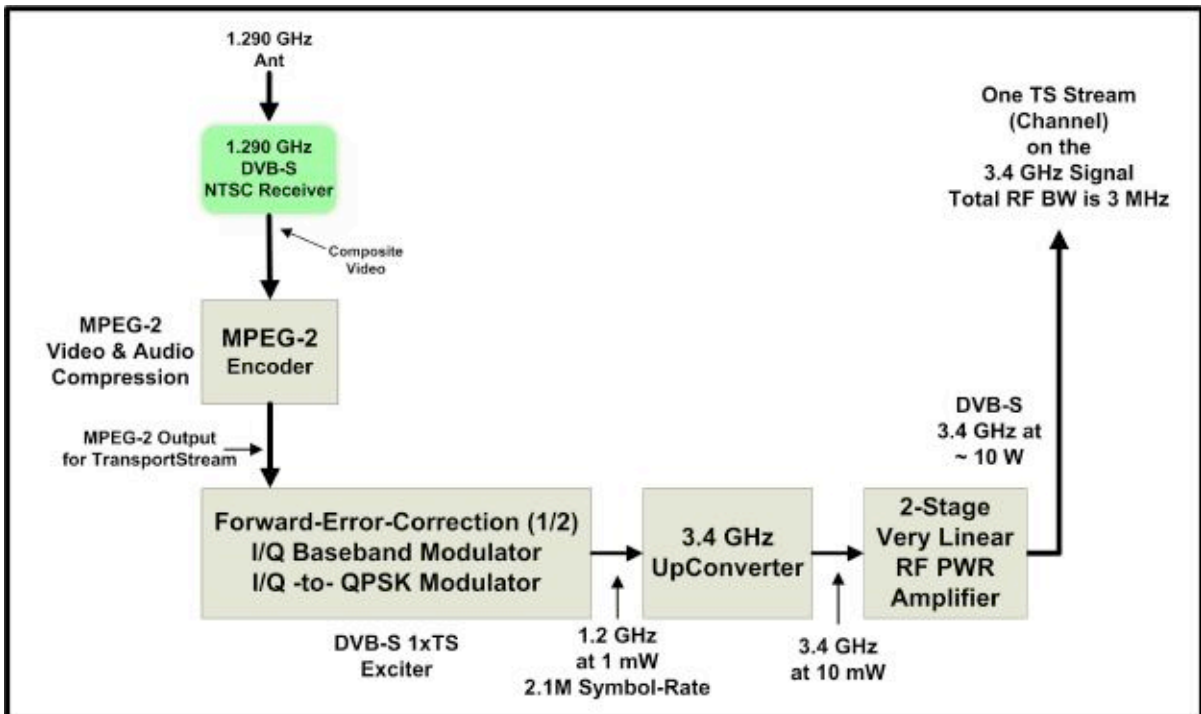 1.290 GHz
Ant
1.290 GHz
DVB-S
NTSC Receiver
Composite
Video
MPEG-2
Video & Audio
Compression
MPEG-2
Encoder
MPEG-2 Output
for TransportStream
Forward-Error-Correction (1/2)
I/Q Baseband Modulator
I/Q -to- QPSK Modulator
DVB-S 1xTS
Exciter
1.2 GHz
at 1 mW
2.1M Symbol-Rate
3.4 GHz
UpConverter
3.4 GHz
at 10 mW
2-Stage
Very Linear
RF PWR
Amplifier
DVB-S
3.4 GHz at
~ 10 W
One TS Stream
(Channel)
on the
3.4 GHz Signal
Total RF BW is 3 MHz